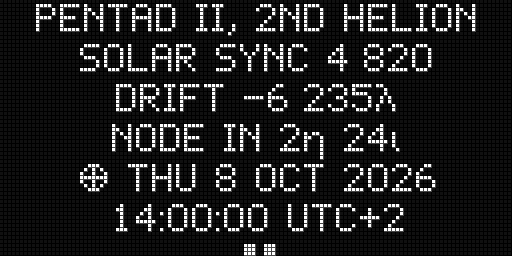 PENTAD II, 2ND HELION
SOLAR SYNC 4 820
DRIFT -6 235λ
NODE IN 2η 24ι
⊕ THU 8 OCT 2026
14:00:00 UTC+2